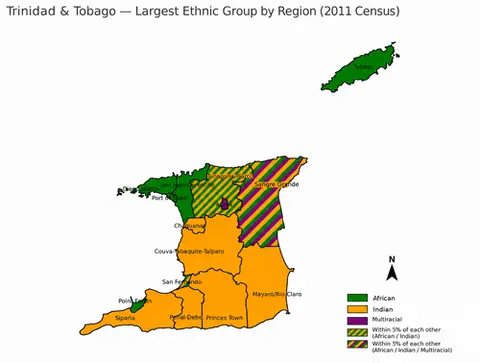 Trinidad & Tobago — Largest Ethnic Group by Region (2011 Census)
Tobago
Sangre Grande
Port of Spain
Chaguanas
Couva-Tabaquite-Talparo
San Fernando
Mayaro/Rio Claro
Point Fortin
Siparia
Penal-Debe
Princes Town
N
African
Indian
Multiracial
Within 5% of each other
(African / Indian)
Within 5% of each other
(African / Indian / Multiracial)